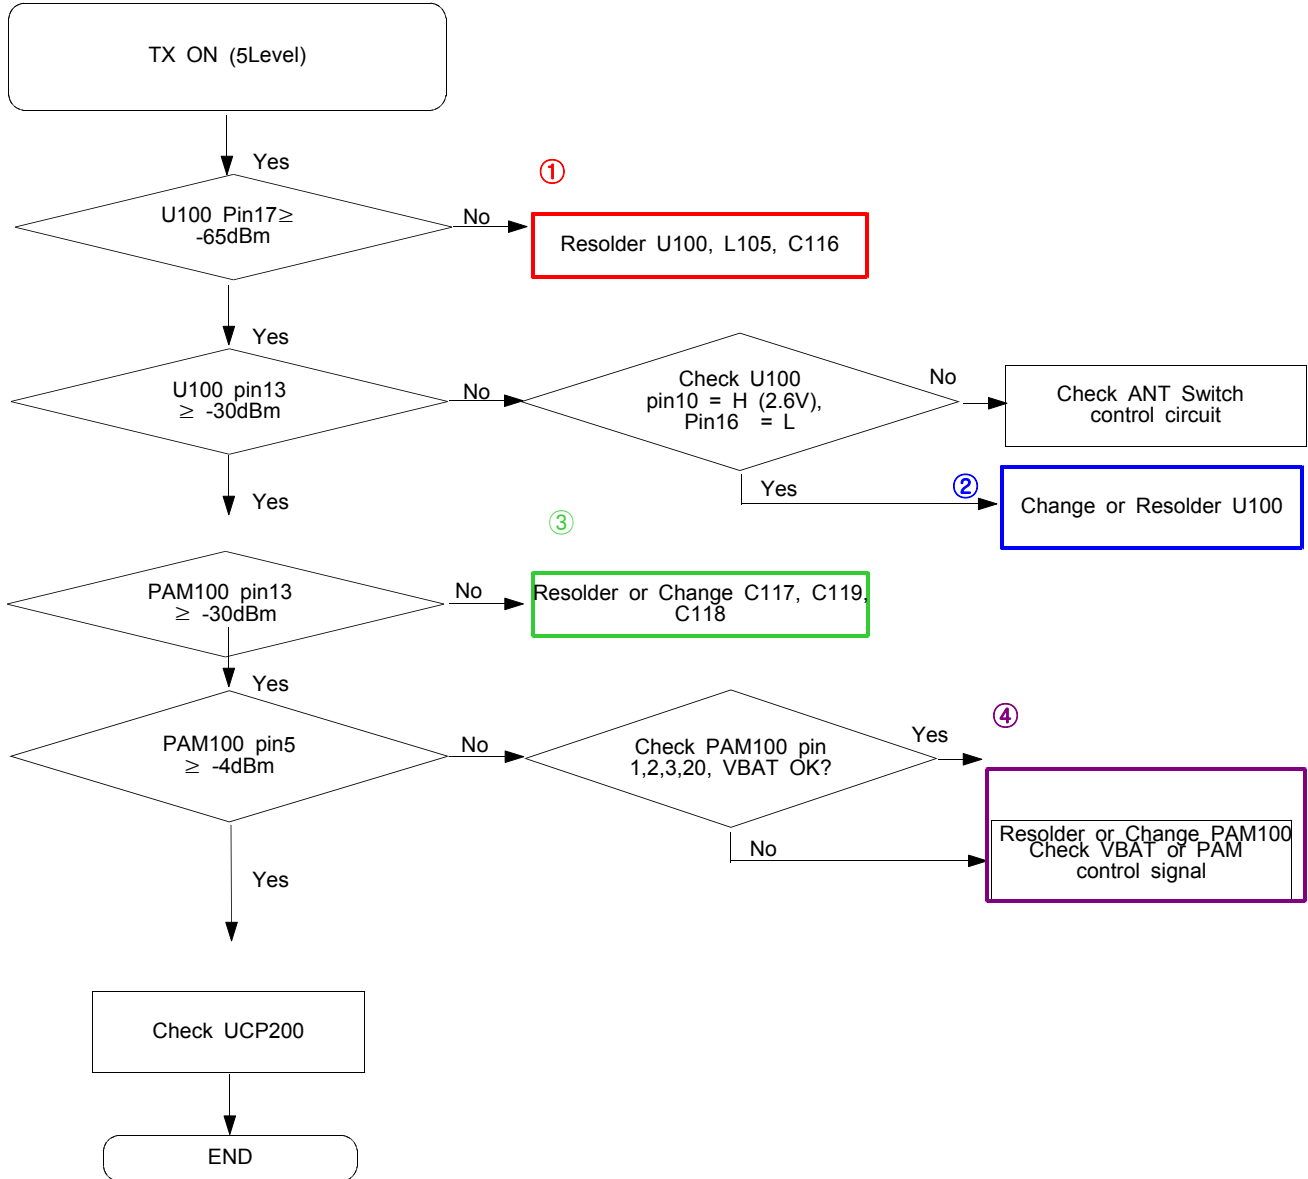 TX ON (5Level)
Yes
①
U100 Pin17≥
-65dBm
No
Resolder U100, L105, C116
Yes
U100 pin13
≥ -30dBm
No
Check U100
pin10 = H (2.6V),
Pin16 = L
No
Check ANT Switch
control circuit
Yes
Yes
②
Change or Resolder U100
③
PAM100 pin13
≥ -30dBm
No
Resolder or Change C117, C119,
C118
Yes
PAM100 pin5
≥ -4dBm
No
Check PAM100 pin
1,2,3,20, VBAT OK?
Yes
④
Resolder or Change PAM100
No
Check VBAT or PAM
control signal
Yes
Check UCP200
END